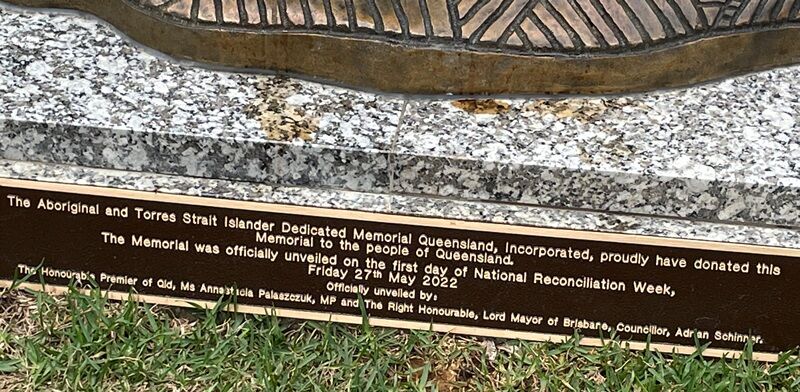 The Aboriginal and Torres Strait Islander Dedicated Memorial Queensland, Incorporated, proudly have donated this
Memorial to the people of Queensland.
The Memorial was officially unveiled on the first day of National Reconciliation Week,
Friday 27th May 2022
Officially unveiled by:
The Honourable Premier of Qld, Ms Annastacia Palaszczuk, MP and The Right Honourable, Lord Mayor of Brisbane, Councillor, Adrian Schinner.